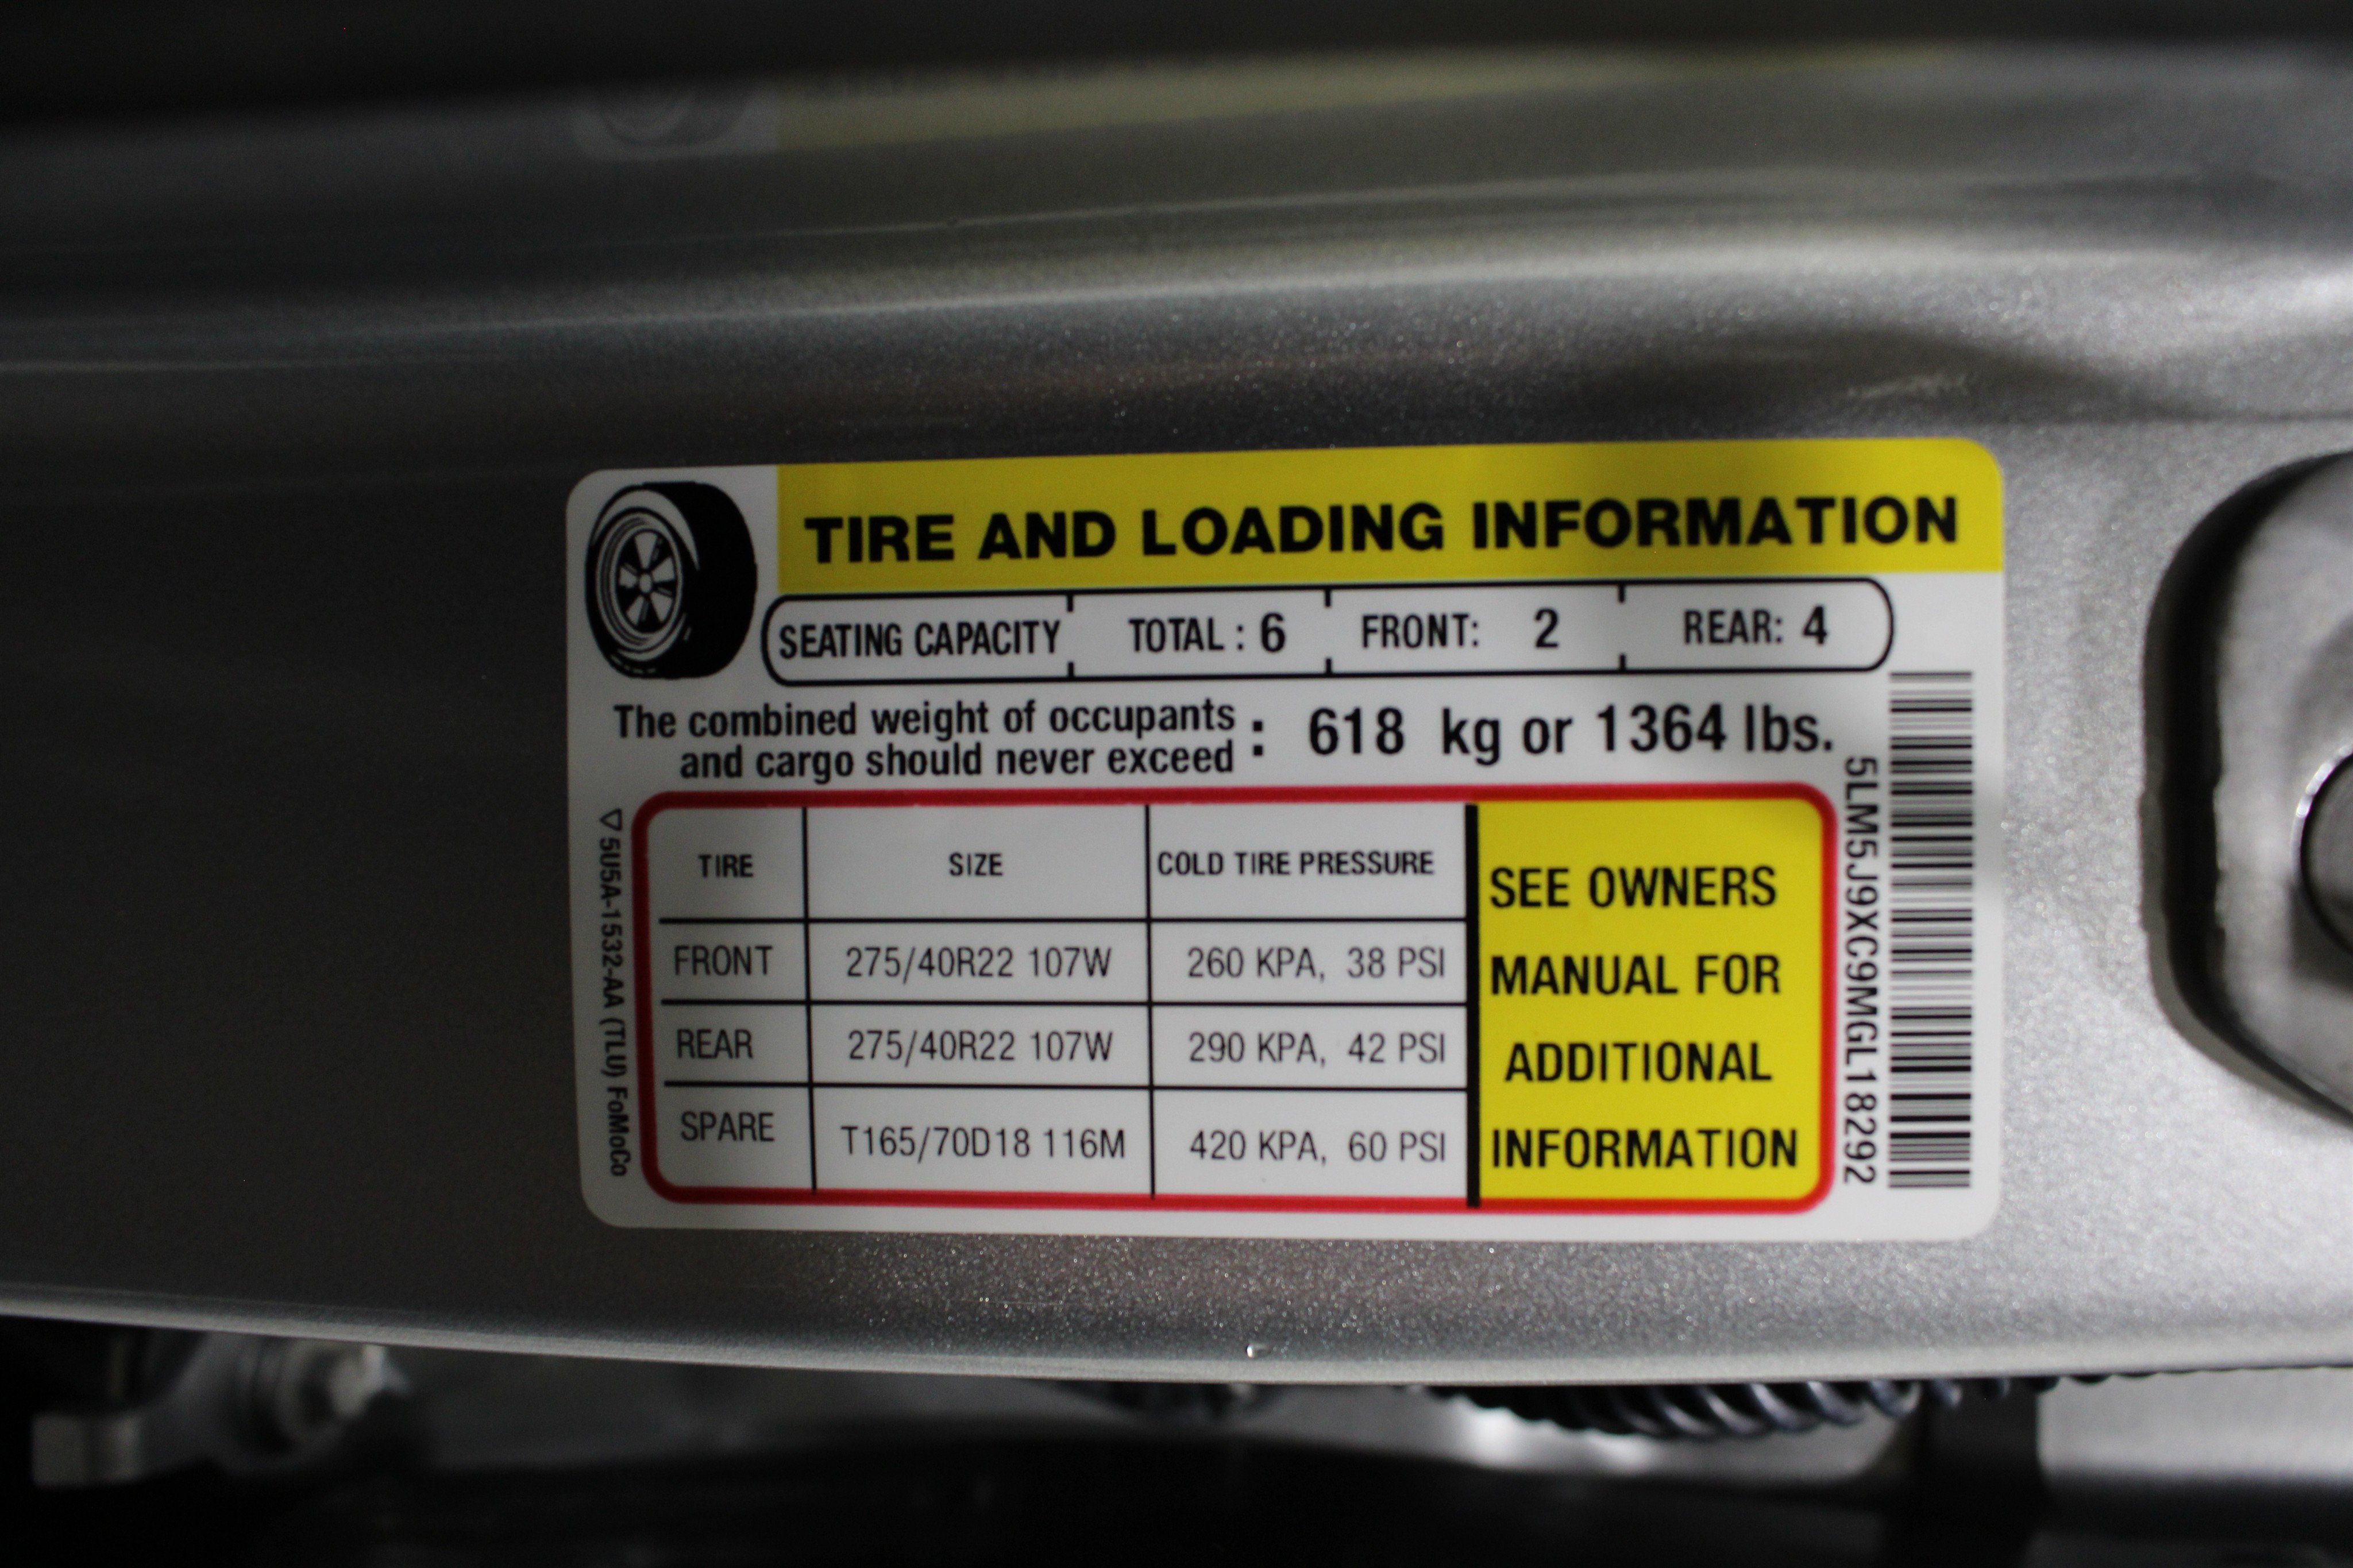 TIRE AND LOADING INFORMATION
SEATING CAPACITY TOTAL : 6 FRONT: 2 REAR: 4
The combined weight of occupants
and cargo should never exceed : 618 kg or 1364 lbs.
TIRE SIZE COLD TIRE PRESSURE
FRONT 275/40R22 107W 260 KPA, 38 PSI
REAR 275/40R22 107W 290 KPA, 42 PSI
SPARE T165/70D18 116M 420 KPA, 60 PSI
SEE OWNERS
MANUAL FOR
ADDITIONAL
INFORMATION
5LM5J9XC9MGL18292
5U5A-1532-AA (TLU) FoMoCo